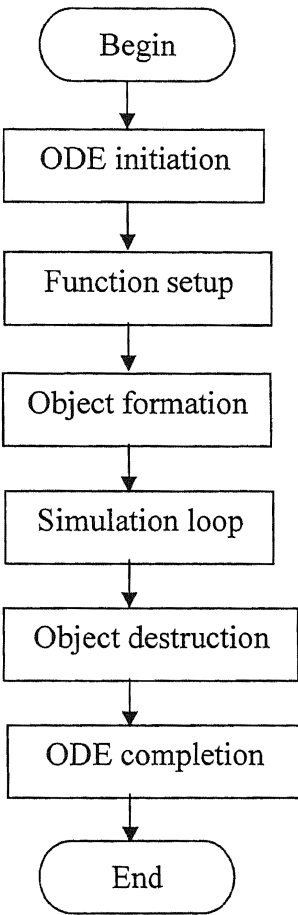 Begin
ODE initiation
Function setup
Object formation
Simulation loop
Object destruction
ODE completion
End